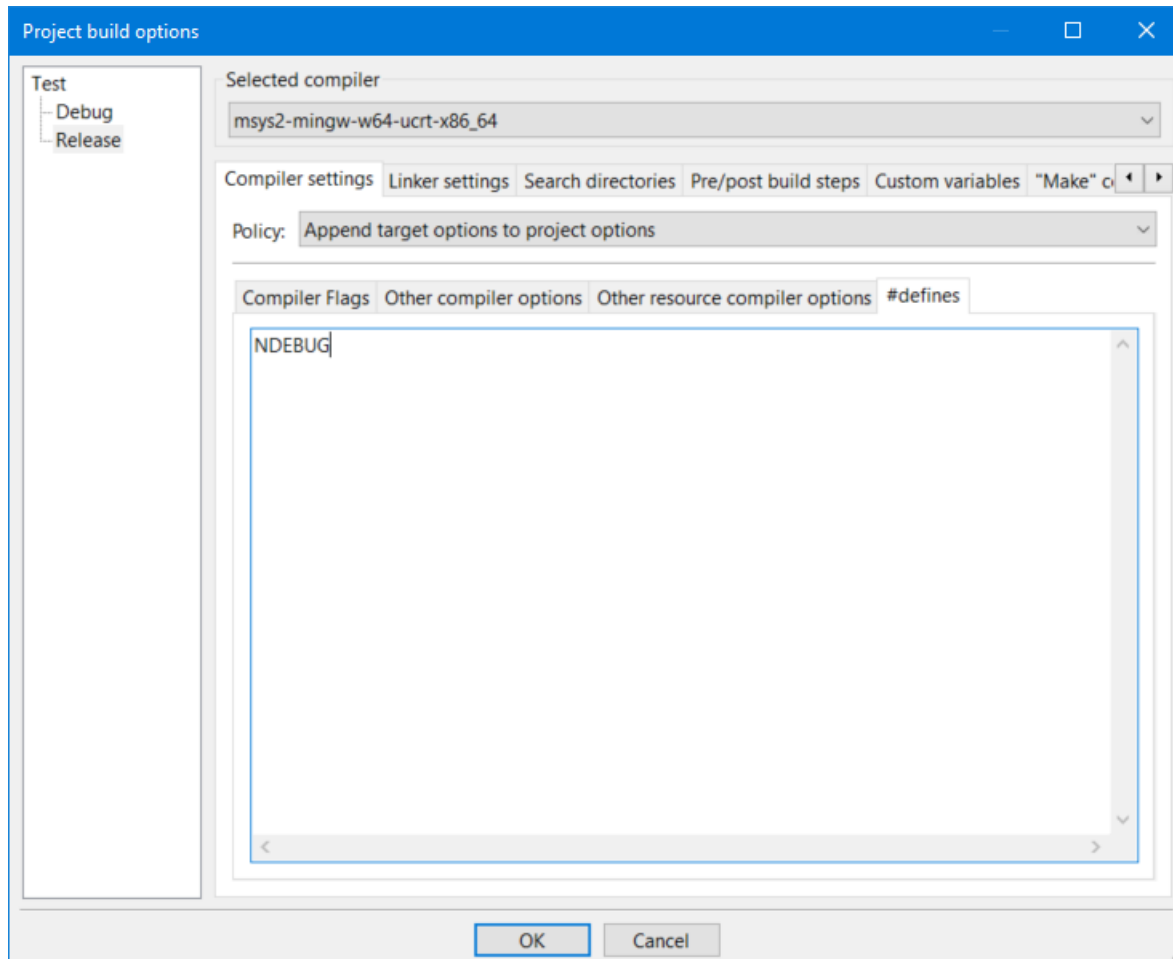 Project build options
Test
Debug
Release
Selected compiler
msys2-mingw-w64-ucrt-x86_64
Compiler settings Linker settings Search directories Pre/post build steps Custom variables "Make" c
Policy: Append target options to project options
Compiler Flags Other compiler options Other resource compiler options #defines
NDEBUG
OK Cancel